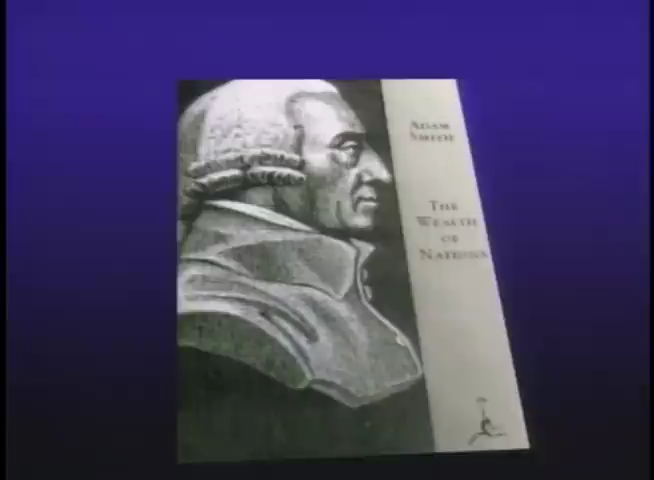 ADAM
SMITH
THE
WEALTH
OF
NATIONS